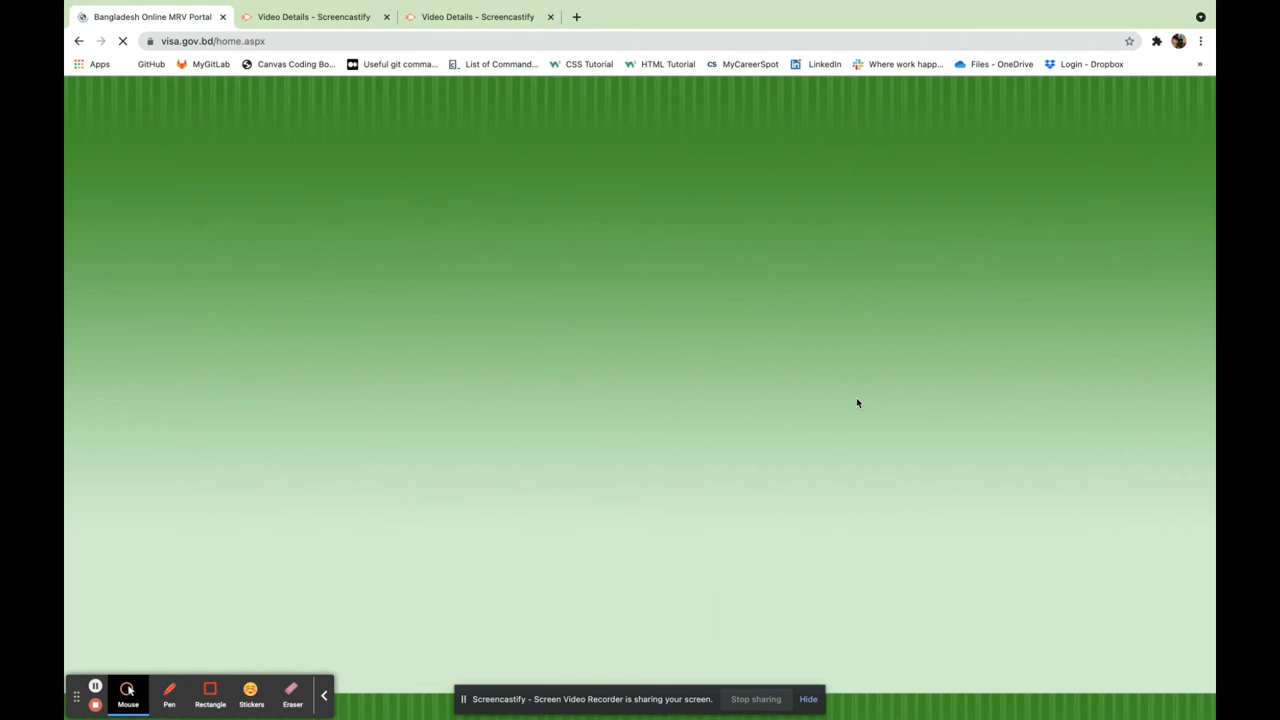 Bangladesh Online MRV Portal
Video Details - Screencastify
Video Details - Screencastify
visa.gov.bd/home.aspx
Apps
GitHub
MyGitLab
Canvas Coding Bo...
Useful git comma...
List of Command...
CSS Tutorial
HTML Tutorial
CS MyCareerSpot
LinkedIn
Where work happ...
Files - OneDrive
Login - Dropbox
»
Mouse
Pen
Rectangle
Stickers
Eraser
Screencastify - Screen Video Recorder is sharing your screen.
Stop sharing
Hide